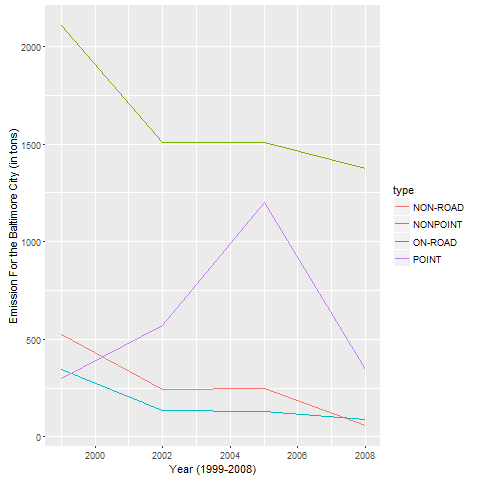 Emission For the Baltimore City (in tons)
2000
1500
1000
500
0
2000
2002
2004
2006
2008
Year (1999-2008)
type
NON-ROAD
NONPOINT
ON-ROAD
POINT